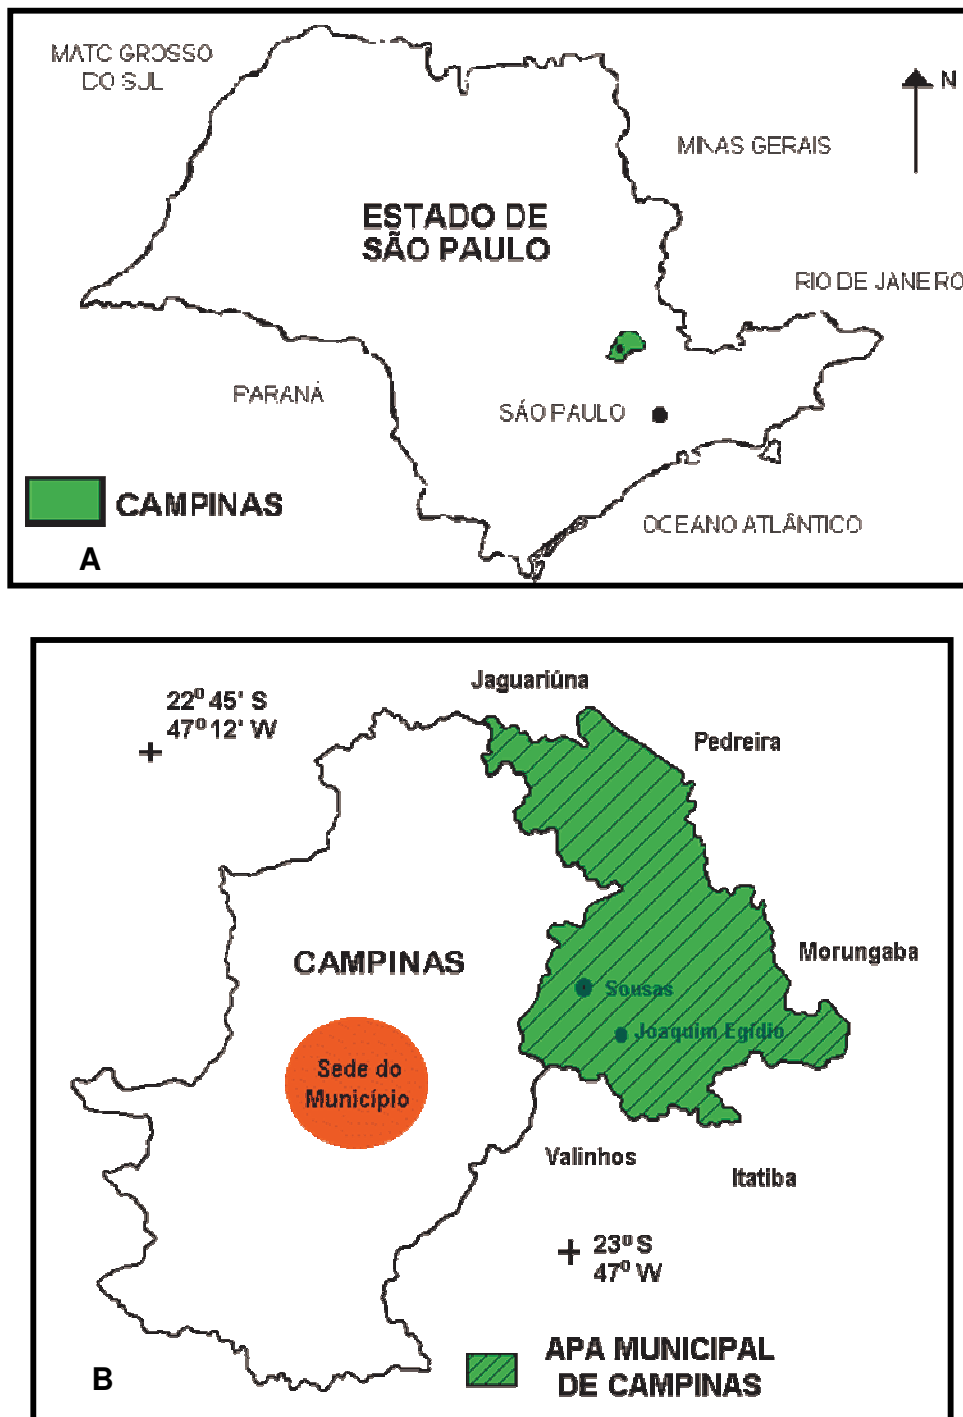 MATO GROSSO
DO SUL
N
MINAS GERAIS
ESTADO DE
SÃO PAULO
RIO DE JANEIRO
PARANÁ
SÃO PAULO
CAMPINAS
OCEANO ATLÂNTICO
A
Jaguariúna
22º 45' S
47º 12' W
Pedreira
CAMPINAS
Morungaba
Sousas
Joaquim Egídio
Sede do
Município
Valinhos
Itatiba
23º S
47º W
APA MUNICIPAL
DE CAMPINAS
B